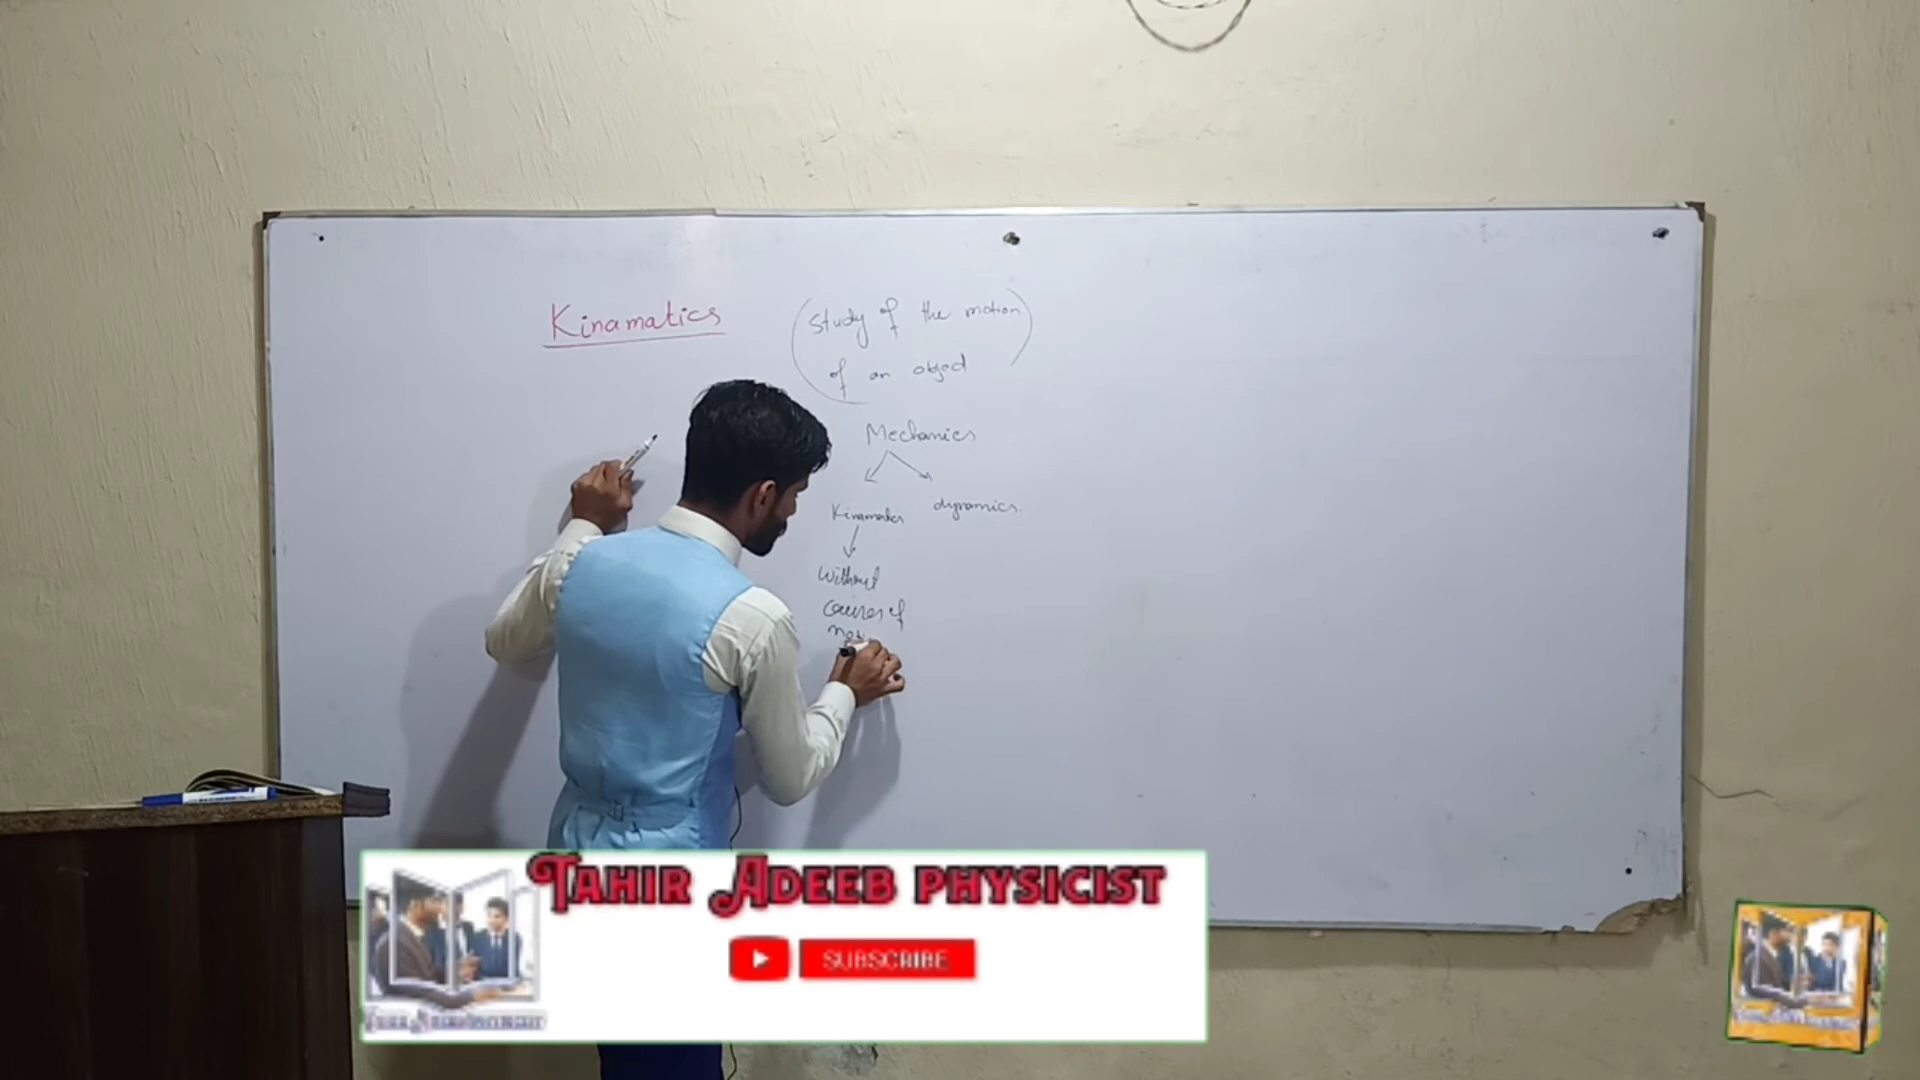 Kinamatics
(Study of the motion
of an object)
Mechanics
Kinamatics dynamics.
Without
Causes of
TAHIR ADEEB PHYSICIST
SUBSCRIBE